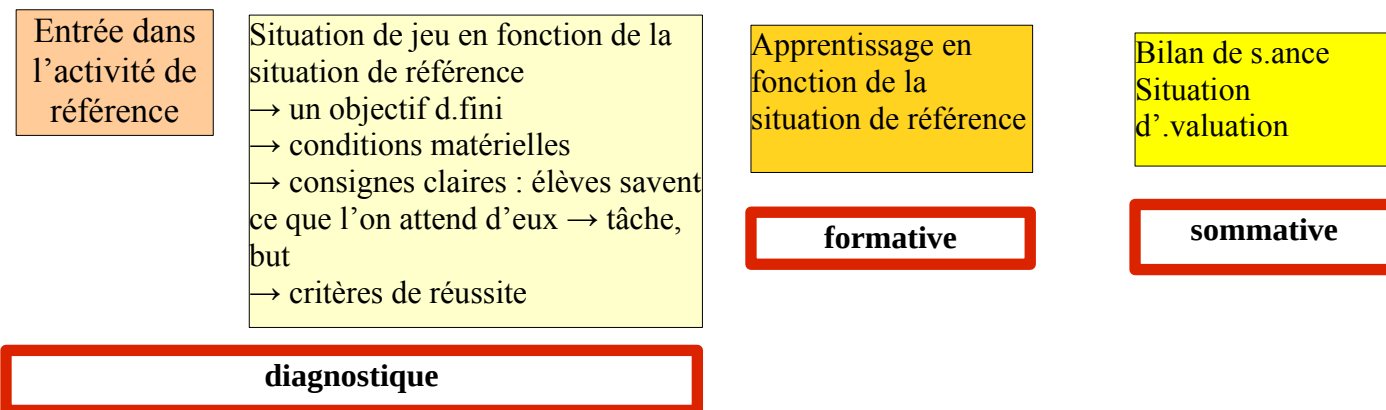 Entrée dans
l’activité de
référence
Situation de jeu en fonction de la
situation de référence
→ un objectif d.fini
→ conditions matérielles
→ consignes claires : élèves savent
ce que l’on attend d’eux → tâche,
but
→ critères de réussite
Apprentissage en
fonction de la
situation de référence
Bilan de s.ance
Situation
d’.valuation
formative
sommative
diagnostique